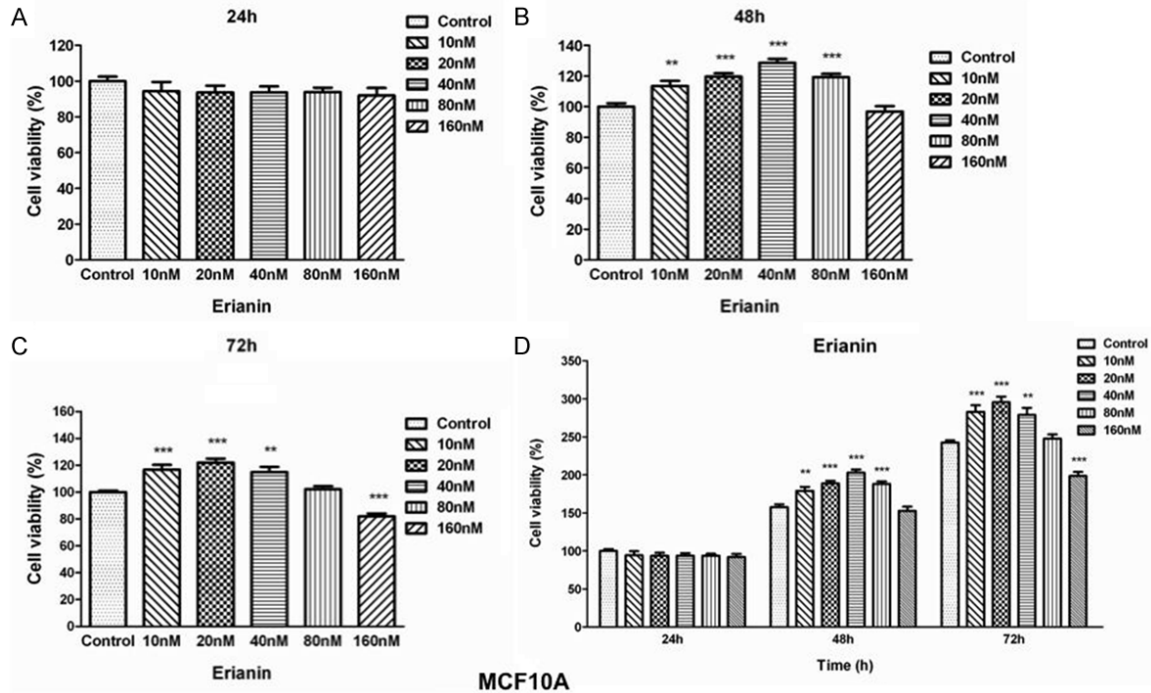 A
24h
120
100
80
60
40
20
0
Cell viability (%)
Control 10nM 20nM 40nM 80nM 160nM
Erianin
Control
10nM
20nM
40nM
80nM
160nM
B
48h
140
120
100
80
60
40
20
0
Cell viability (%)
** *** *** ***
Control 10nM 20nM 40nM 80nM 160nM
Erianin
Control
10nM
20nM
40nM
80nM
160nM
C
72h
160
140
120
100
80
60
40
20
0
Cell viability (%)
*** *** ** ***
Control 10nM 20nM 40nM 80nM 160nM
Erianin
Control
10nM
20nM
40nM
80nM
160nM
D
Erianin
350
300
250
200
150
100
50
0
Cell viability (%)
** *** *** *** *** *** ** ***
24h 48h 72h
Time (h)
Control
10nM
20nM
40nM
80nM
160nM
MCF10A